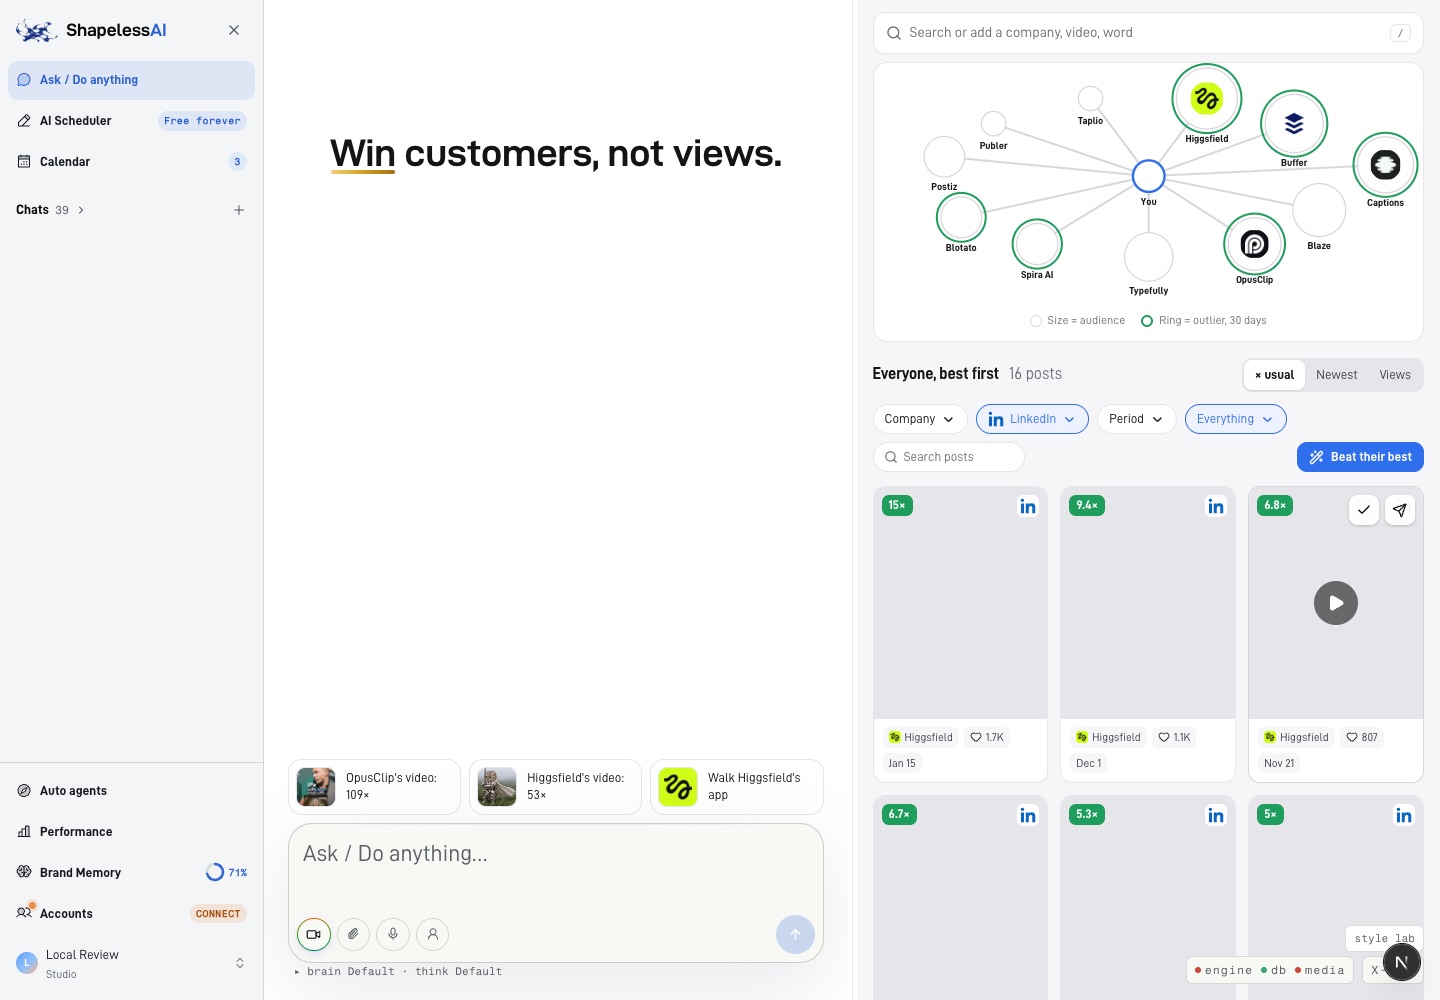 ShapelessAI
Ask / Do anything
AI Scheduler
Free forever
Calendar
3
Chats 39
Auto agents
Performance
Brand Memory
71%
Accounts
CONNECT
L
Local Review
Studio
Win customers, not views.
OpusClip's video:
109×
Higgsfield's video:
53×
Walk Higgsfield's
app
Ask / Do anything...
brain Default · think Default
Search or add a company, video, word
/
Taplio
Higgsfield
Publer
Buffer
Postiz
You
Captions
Blotato
Blaze
Spira AI
OpusClip
Typefully
Size = audience
Ring = outlier, 30 days
Everyone, best first 16 posts
× usual
Newest
Views
Company
in LinkedIn
Period
Everything
Search posts
Beat their best
15×
in
9.4×
in
6.8×
Higgsfield
1.7K
Jan 15
Higgsfield
1.1K
Dec 1
Higgsfield
807
Nov 21
6.7×
in
5.3×
in
5×
in
style lab
engine
db
media
X
N